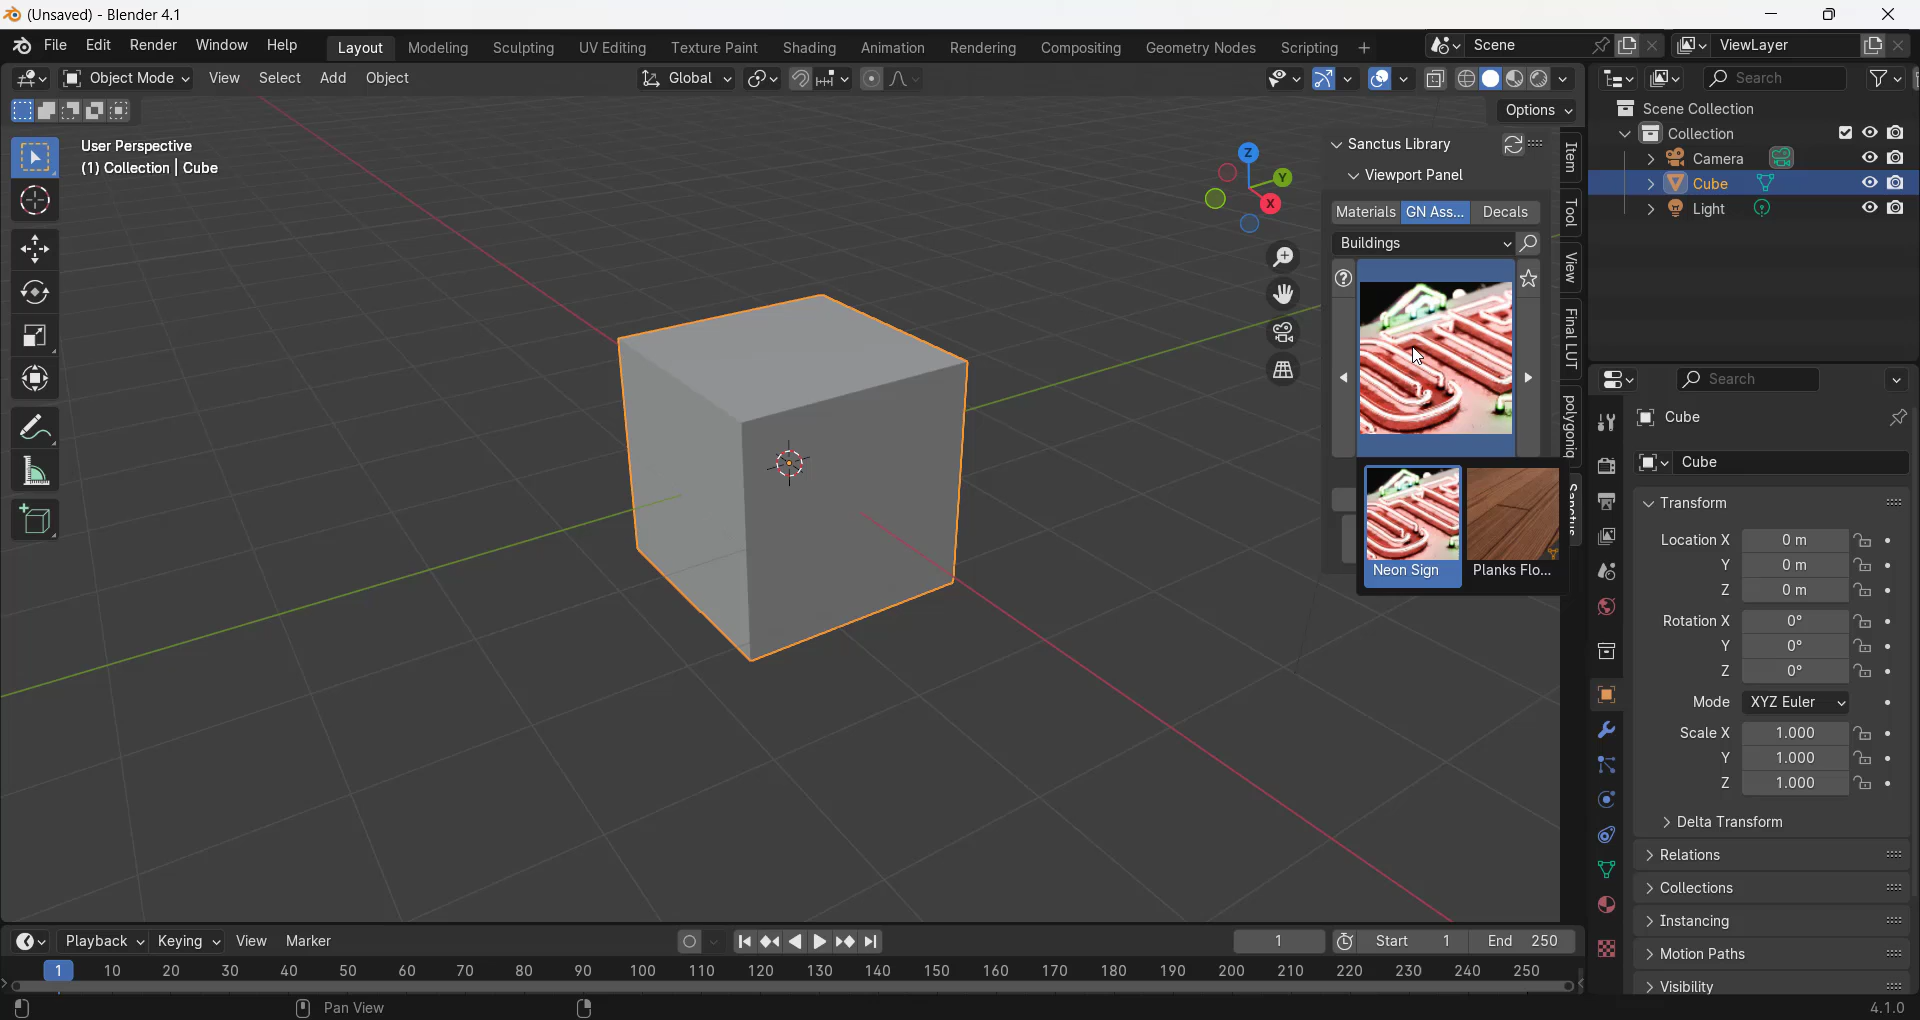 (Unsaved) - Blender 4.1
File Edit Render Window Help Layout Modeling Sculpting UV Editing Texture Paint Shading Animation Rendering Compositing Geometry Nodes Scripting + Scene ViewLayer
Object Mode View Select Add Object Global Search
Options
User Perspective
(1) Collection | Cube
Z
Y
X
Sanctus Library
Viewport Panel
Materials GN Ass... Decals
Buildings
Neon Sign Planks Flo...
Item
Tool
View
Final LUT
polygoniq
Sanctus
Scene Collection
Collection
Camera
Cube
Light
Search
Cube
Cube
Transform
Location X 0 m
Y 0 m
Z 0 m
Rotation X 0°
Y 0°
Z 0°
Mode XYZ Euler
Scale X 1.000
Y 1.000
Z 1.000
Delta Transform
Relations
Collections
Instancing
Motion Paths
Visibility
Playback Keying View Marker 1 Start 1 End 250
1 10 20 30 40 50 60 70 80 90 100 110 120 130 140 150 160 170 180 190 200 210 220 230 240 250
Pan View 4.1.0